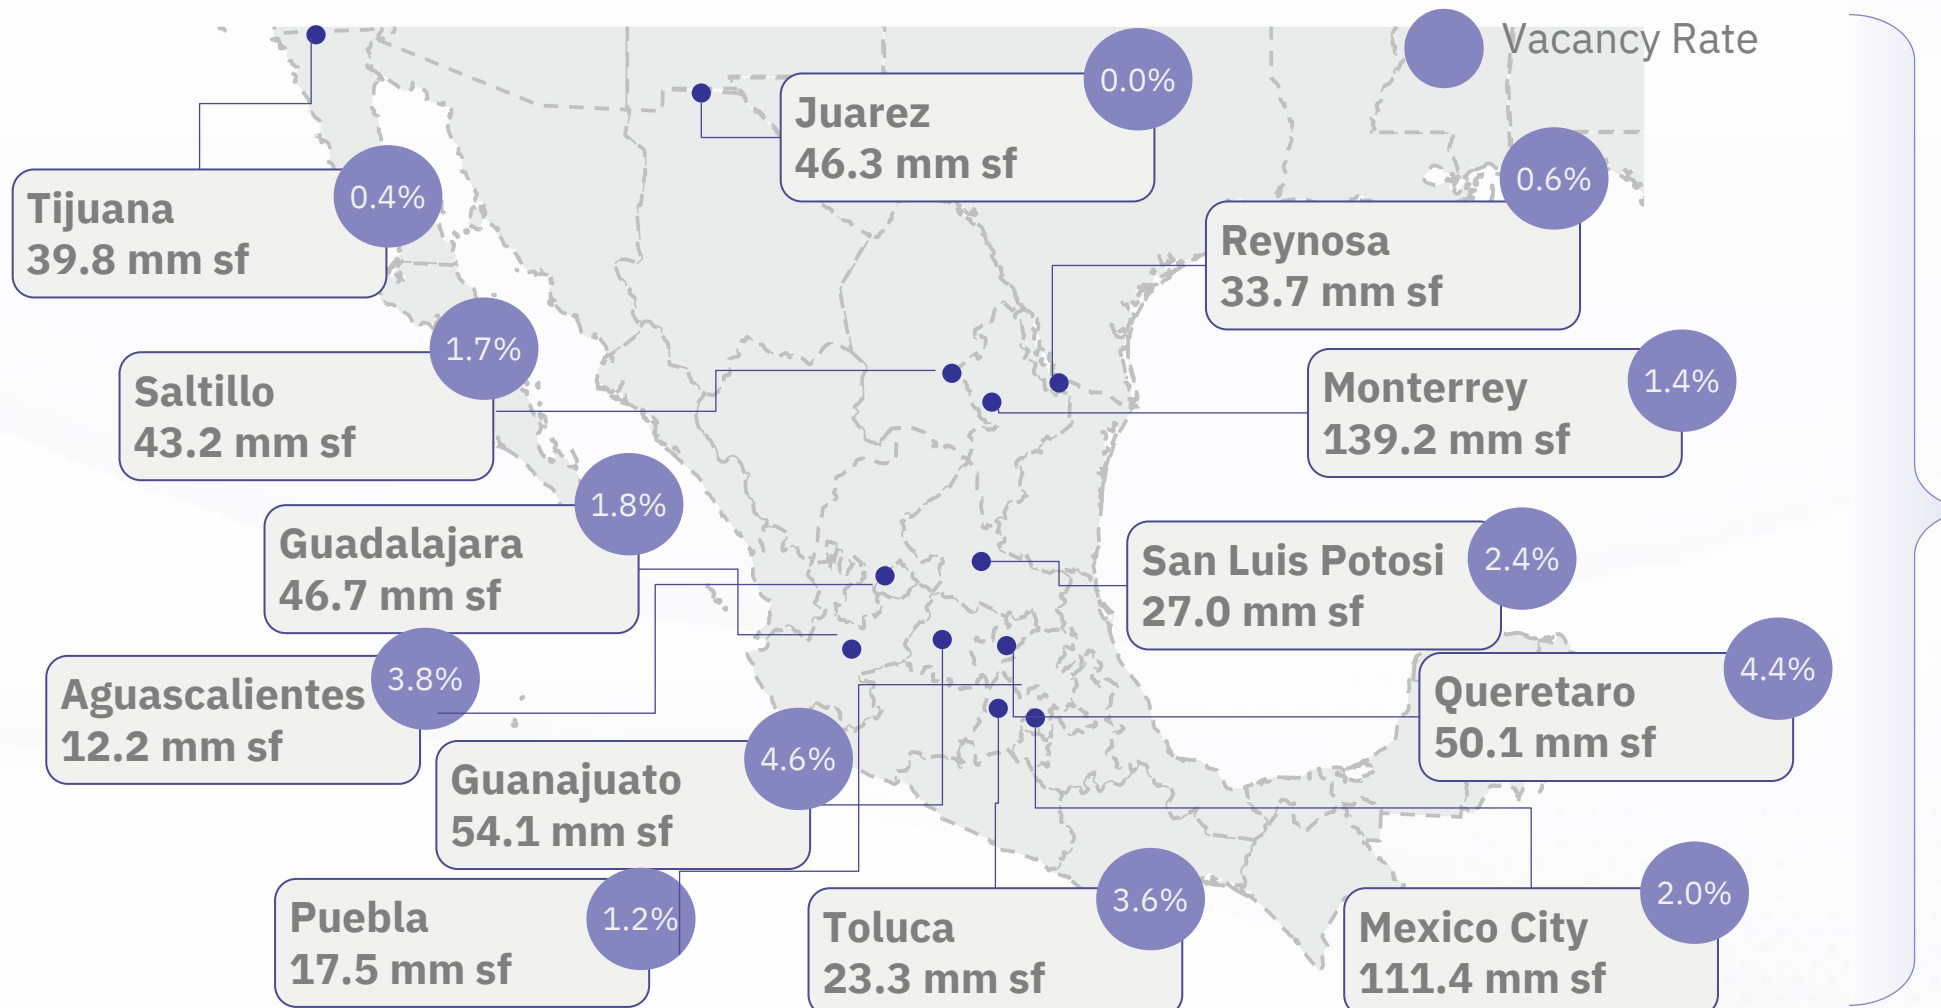 Vacancy Rate
Juarez
46.3 mm sf
0.0%
Tijuana
39.8 mm sf
0.4%
Reynosa
33.7 mm sf
0.6%
Saltillo
43.2 mm sf
1.7%
Monterrey
139.2 mm sf
1.4%
Guadalajara
46.7 mm sf
1.8%
San Luis Potosi
27.0 mm sf
2.4%
Aguascalientes
12.2 mm sf
3.8%
Queretaro
50.1 mm sf
4.4%
Guanajuato
54.1 mm sf
4.6%
Puebla
17.5 mm sf
1.2%
Toluca
23.3 mm sf
3.6%
Mexico City
111.4 mm sf
2.0%